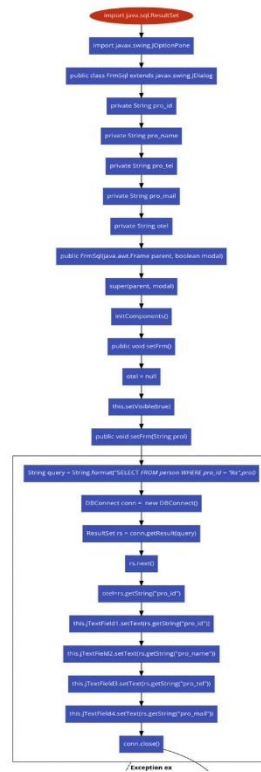 import java.sql.ResultSet
import javax.swing.JOptionPane
public class FrmSql extends javax.swing.JDialog
private String pro_id
private String pro_name
private String pro_tel
private String pro_mail
private String otel
public FrmSql(java.awt.Frame parent, boolean modal)
super(parent, modal)
initComponents()
public void setFrm()
otel = null
this.setVisible(true)
public void setFrm(String proI)
String query = String.format("SELECT FROM person WHERE pro_id = '%s'",proI)
DBConnect conn = new DBConnect()
ResultSet rs = conn.getResult(query)
rs.next()
otel=rs.getString("pro_id")
this.jTextField1.setText(rs.getString("pro_id"))
this.jTextField2.setText(rs.getString("pro_name"))
this.jTextField3.setText(rs.getString("pro_tel"))
this.jTextField4.setText(rs.getString("pro_mail"))
conn.close()
Exception ex